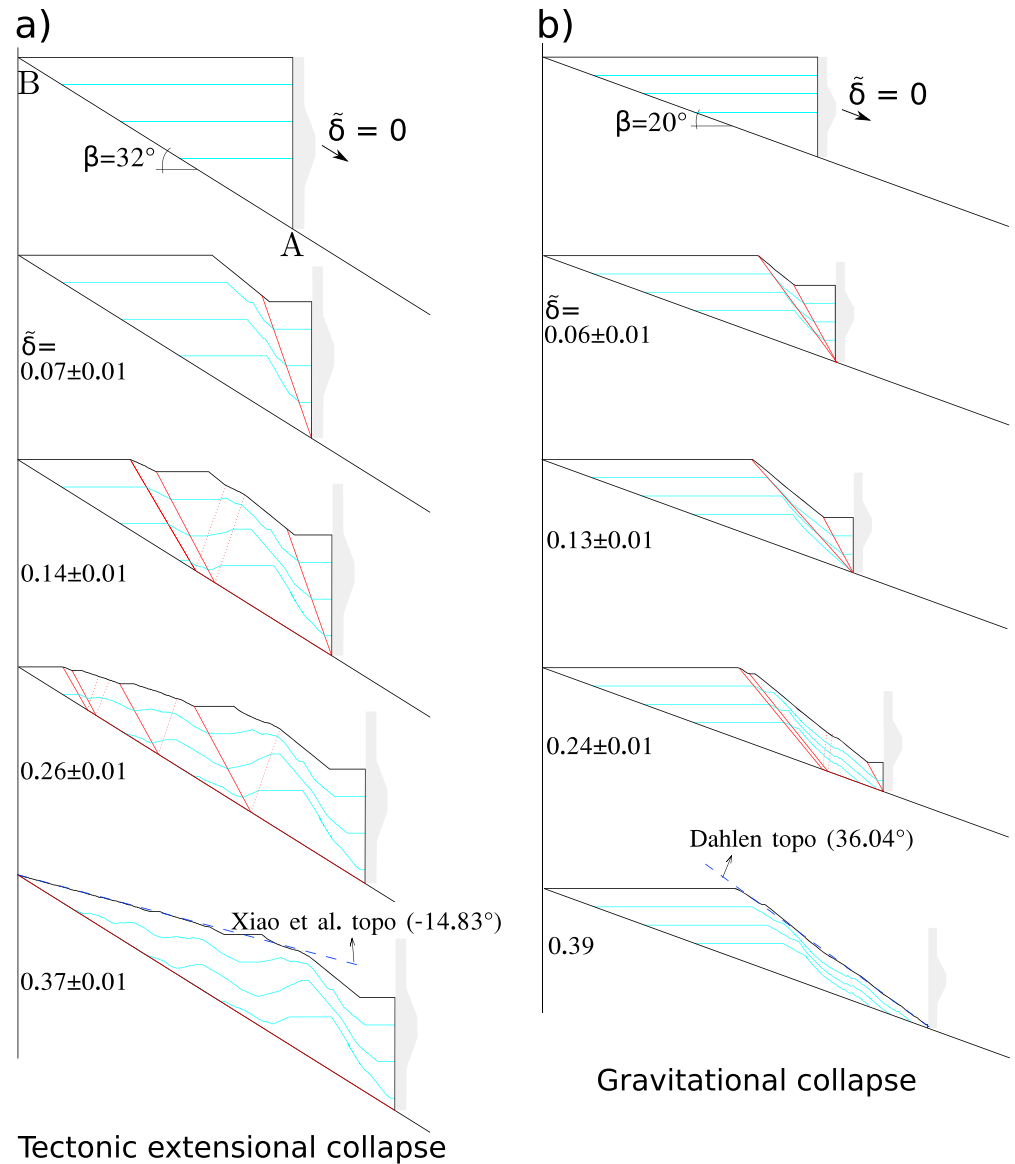 a)
B
δ̃ = 0
β=32°
A
δ̃=
0.07±0.01
0.14±0.01
0.26±0.01
Xiao et al. topo (-14.83°)
0.37±0.01
Tectonic extensional collapse
b)
δ̃ = 0
β=20°
δ̃=
0.06±0.01
0.13±0.01
0.24±0.01
Dahlen topo (36.04°)
0.39
Gravitational collapse